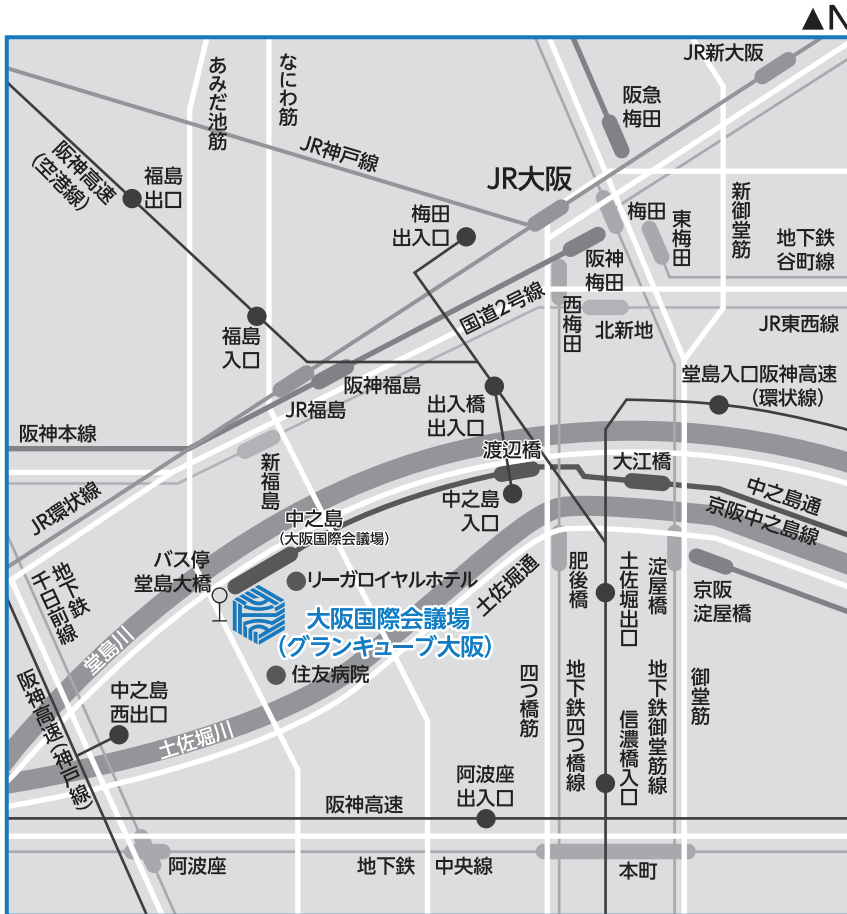 ▲N
JR新大阪
なにわ筋
あみだ池筋
阪急
梅田
JR神戸線
阪神高速
(空港線)
福島
出口
JR大阪
新御堂筋
梅田
出入口
梅田
東梅田
地下鉄
谷町線
阪神
梅田
国道2号線
西梅田
北新地
JR東西線
福島
入口
阪神福島
JR福島
堂島入口
阪神高速
(環状線)
出入橋
出入口
阪神本線
渡辺橋
大江橋
新福島
中之島通
京阪中之島線
JR環状線
中之島
入口
中之島
(大阪国際会議場)
バス停
堂島大橋
リーガロイヤルホテル
土佐堀通
肥後橋
土佐堀出口
淀屋橋
京阪
淀屋橋
地下鉄
千日前線
大阪国際会議場
(グランキューブ大阪)
堂島川
住友病院
四つ橋筋
地下鉄四つ橋線
地下鉄御堂筋線
御堂筋
阪神高速(神戸線)
中之島
西出口
土佐堀川
信濃橋入口
阿波座
出入口
阪神高速
阿波座
地下鉄 中央線
本町